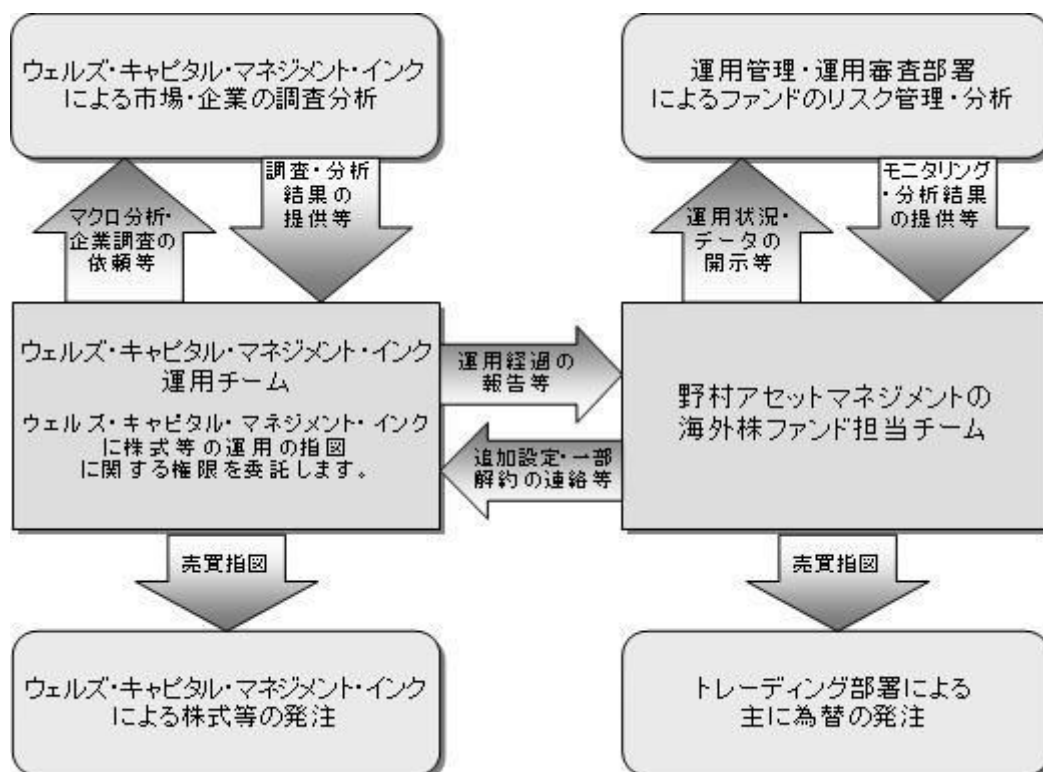 ウェルズ・キャピタル・マネジメント・インク
による市場・企業の調査分析
運用管理・運用審査部署
によるファンドのリスク管理・分析
マクロ分析・
企業調査の
依頼等
調査・分析
結果の
提供等
運用状況・
データの
開示等
モニタリング
・分析結果
の提供等
ウェルズ・キャピタル・マネジメント・インク
運用チーム
ウェルズ・キャピタル・マネジメント・インク
に株式等の運用の指図
に関する権限を委託します。
運用経過の
報告等
追加設定・一部
解約の連絡等
野村アセットマネジメントの
海外株ファンド担当チーム
売買指図
売買指図
ウェルズ・キャピタル・マネジメント・インク
による株式等の発注
トレーディング部署による
主に為替の発注